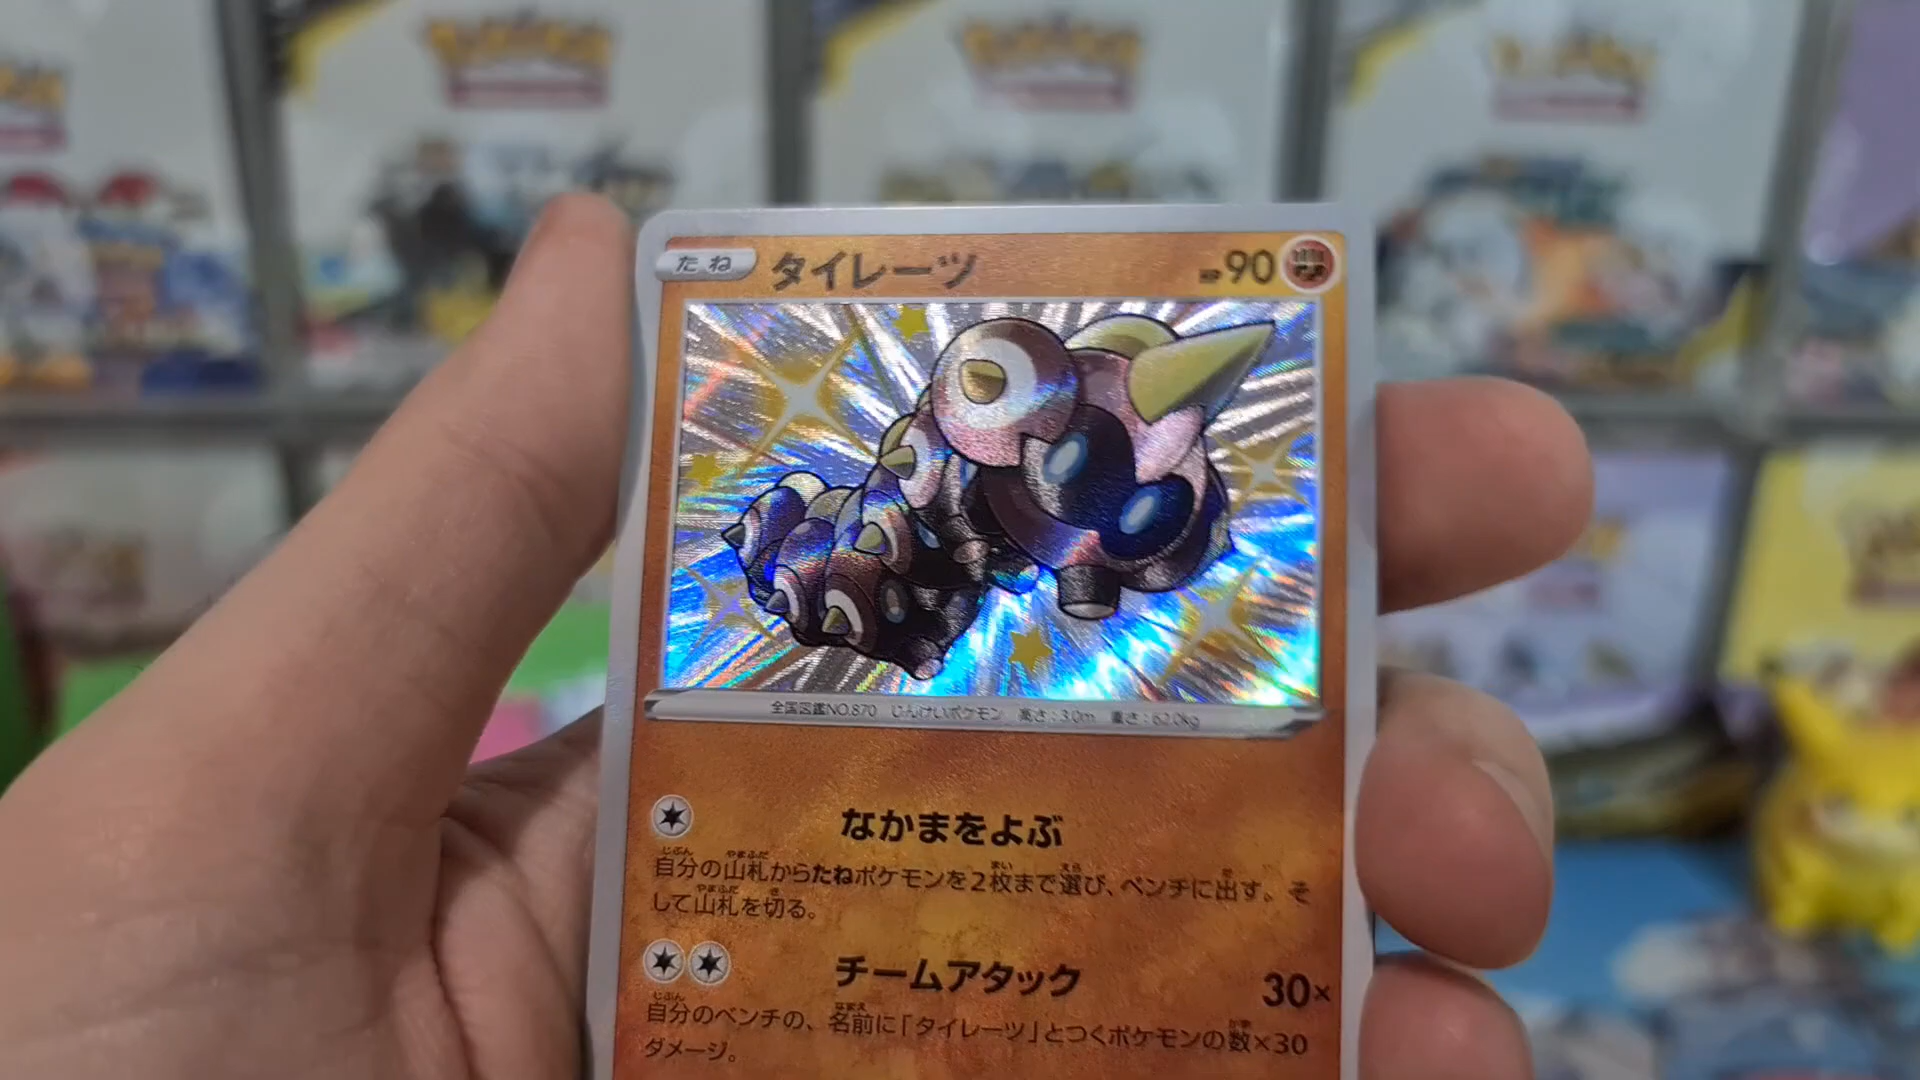 たね タイレーツ HP90
全国図鑑NO.870 じんけいポケモン 高さ:3.0m 重さ:62.0kg
なかまをよぶ
自分の山札からたねポケモンを2枚まで選び、ベンチに出す。そ
して山札を切る。
チームアタック 30×
自分のベンチの、名前に「タイレーツ」とつくポケモンの数×30
ダメージ。